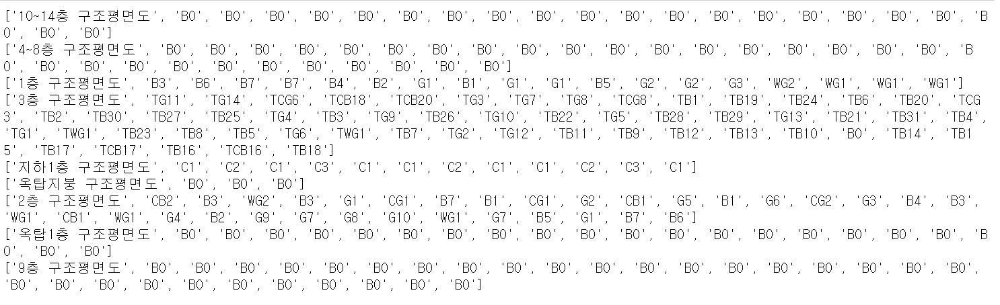 ['10~14층 구조평면도', 'B0', 'B0', 'B0', 'B0', 'B0', 'B0', 'B0', 'B0', 'B0', 'B0', 'B0', 'B0', 'B0', 'B0', 'B0', 'B0', 'B0', 'B0', 'B
0', 'B0', 'B0']
['4~8층 구조평면도', 'B0', 'B0', 'B0', 'B0', 'B0', 'B0', 'B0', 'B0', 'B0', 'B0', 'B0', 'B0', 'B0', 'B0', 'B0', 'B0', 'B0', 'B0', 'B
0', 'B0', 'B0', 'B0', 'B0', 'B0', 'B0', 'B0', 'B0', 'B0', 'B0', 'B0']
['1층 구조평면도', 'B3', 'B6', 'B7', 'B7', 'B4', 'B2', 'G1', 'B1', 'G1', 'G1', 'B5', 'G2', 'G2', 'G3', 'WG2', 'WG1', 'WG1', 'WG1']
['3층 구조평면도', 'TG11', 'TG14', 'TCG6', 'TCB18', 'TCB20', 'TG3', 'TG7', 'TG8', 'TCG8', 'TB1', 'TB19', 'TB24', 'TB6', 'TB20', 'TCG
3', 'TB2', 'TB30', 'TB27', 'TB25', 'TG4', 'TB3', 'TG9', 'TB26', 'TG10', 'TB22', 'TG5', 'TB28', 'TB29', 'TG13', 'TB21', 'TB31', 'TB4',
'TG1', 'TWG1', 'TB23', 'TB8', 'TB5', 'TG6', 'TWG1', 'TB7', 'TG2', 'TG12', 'TB11', 'TB9', 'TB12', 'TB13', 'TB10', 'B0', 'TB14', 'TB1
5', 'TB17', 'TCB17', 'TB16', 'TCB16', 'TB18']
['지하1층 구조평면도', 'C1', 'C2', 'C1', 'C3', 'C1', 'C1', 'C2', 'C1', 'C1', 'C2', 'C3', 'C1']
['옥탑지붕 구조평면도', 'B0', 'B0', 'B0']
['2층 구조평면도', 'CB2', 'B3', 'WG2', 'B3', 'G1', 'CG1', 'B7', 'B1', 'CG1', 'G2', 'CB1', 'G5', 'B1', 'G6', 'CG2', 'G3', 'B4', 'B3',
'WG1', 'CB1', 'WG1', 'G4', 'B2', 'G9', 'G7', 'G8', 'G10', 'WG1', 'G7', 'B5', 'G1', 'B7', 'B6']
['옥탑1층 구조평면도', 'B0', 'B0', 'B0', 'B0', 'B0', 'B0', 'B0', 'B0', 'B0', 'B0', 'B0', 'B0', 'B0', 'B0', 'B0', 'B0', 'B0', 'B0', 'B
0', 'B0', 'B0']
['9층 구조평면도', 'B0', 'B0', 'B0', 'B0', 'B0', 'B0', 'B0', 'B0', 'B0', 'B0', 'B0', 'B0', 'B0', 'B0', 'B0', 'B0', 'B0', 'B0', 'B0',
'B0', 'B0', 'B0', 'B0', 'B0', 'B0', 'B0', 'B0', 'B0', 'B0', 'B0']